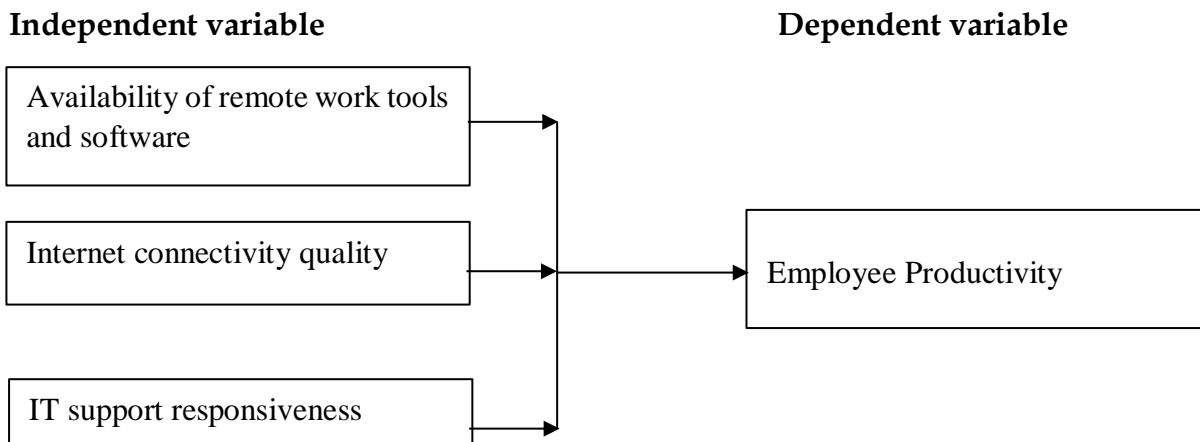 Independent variable
Dependent variable
Availability of remote work tools
and software
Internet connectivity quality
Employee Productivity
IT support responsiveness